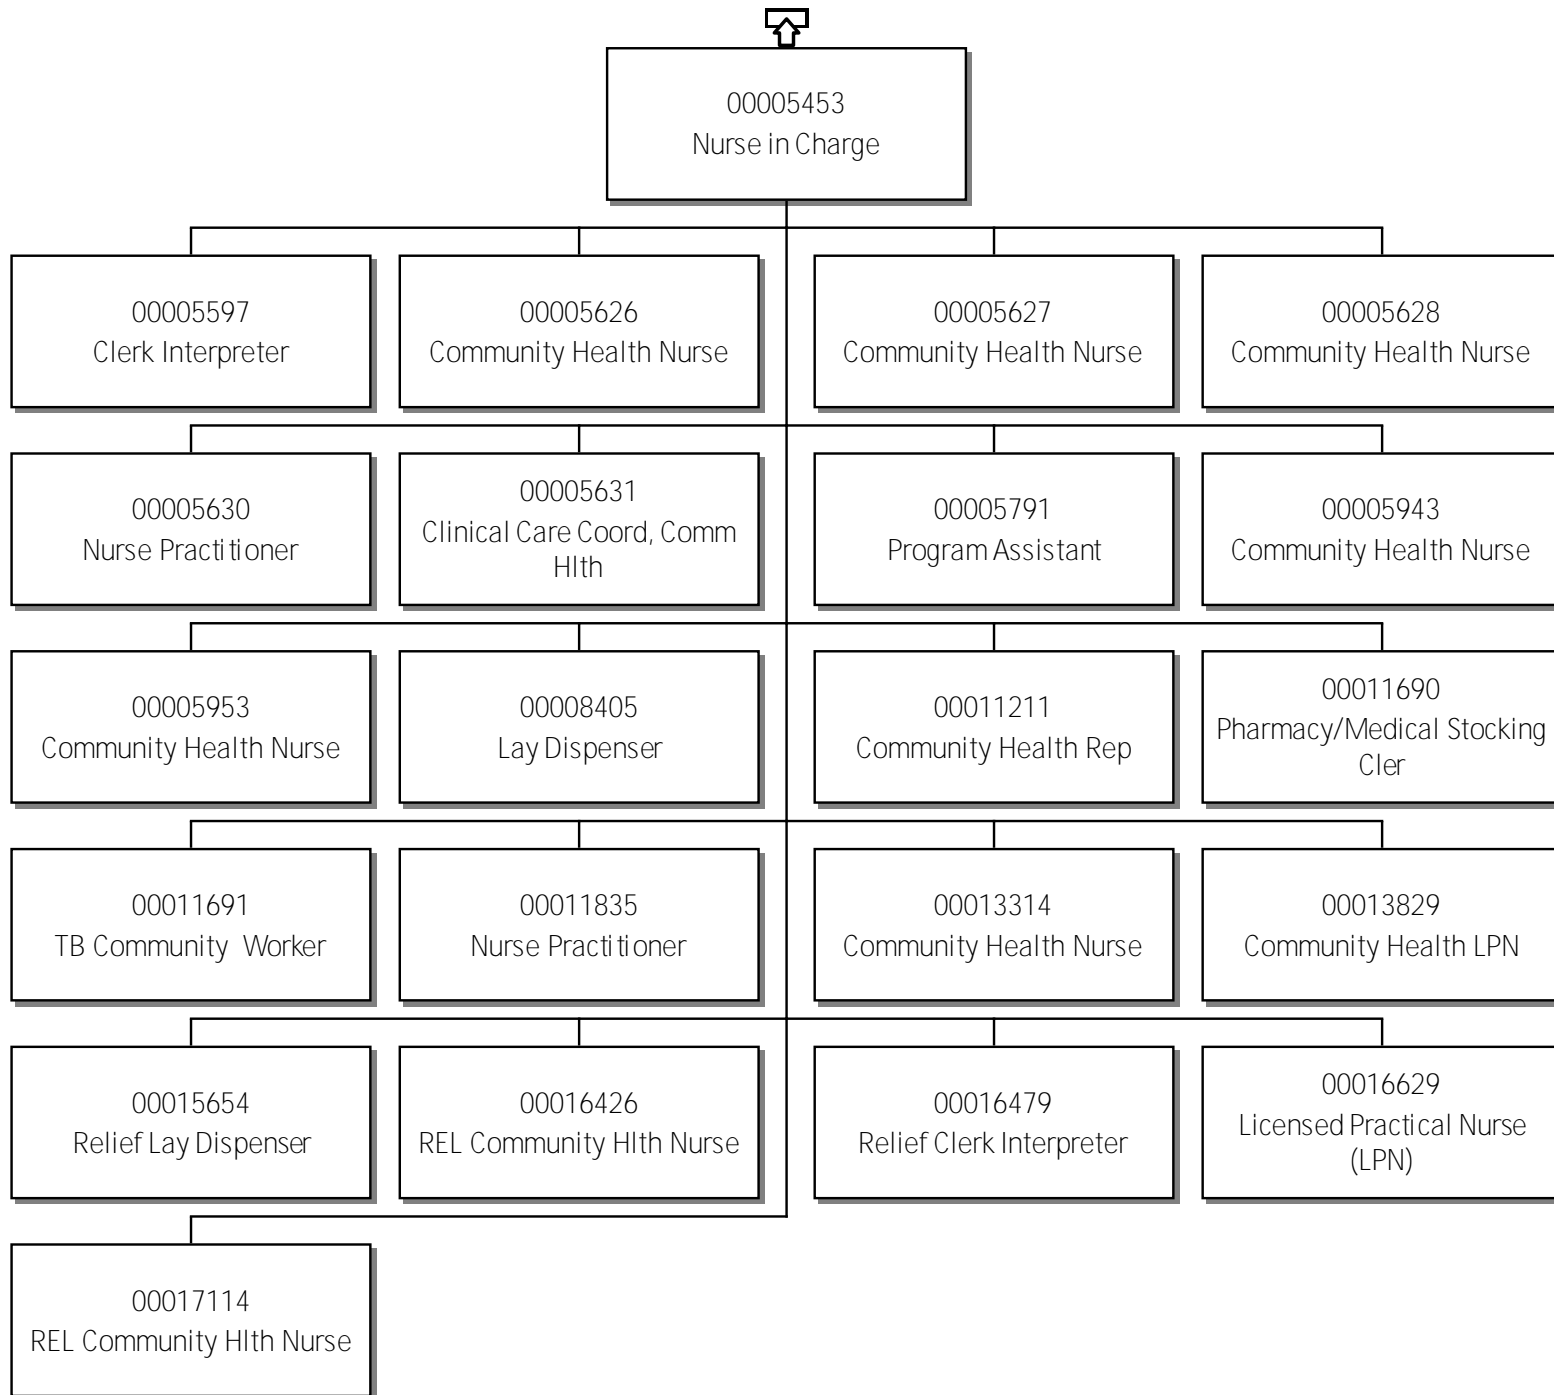 00005453
Nurse in Charge
00005597
Clerk Interpreter
00005626
Community Health Nurse
00005627
Community Health Nurse
00005628
Community Health Nurse
00005630
Nurse Practitioner
00005631
Clinical Care Coord, Comm
Hlth
00005791
Program Assistant
00005943
Community Health Nurse
00005953
Community Health Nurse
00008405
Lay Dispenser
00011211
Community Health Rep
00011690
Pharmacy/Medical Stocking
Cler
00011691
TB Community Worker
00011835
Nurse Practitioner
00013314
Community Health Nurse
00013829
Community Health LPN
00015654
Relief Lay Dispenser
00016426
REL Community Hlth Nurse
00016479
Relief Clerk Interpreter
00016629
Licensed Practical Nurse
(LPN)
00017114
REL Community Hlth Nurse